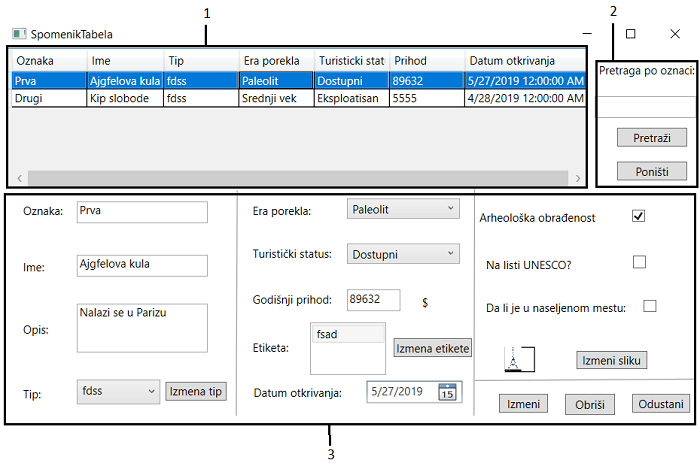 1
2
SpomenikTabela
Oznaka Ime Tip Era porekla Turisticki stat Prihod Datum otkrivanja
Prva Ajgfelova kula fdss Paleolit Dostupni 89632 5/27/2019 12:00:00 AM
Drugi Kip slobode fdss Srednji vek Eksploatisan 5555 4/28/2019 12:00:00 AM
Pretraga po oznaci:
Pretraži
Poništi
Oznaka: Prva
Ime: Ajgfelova kula
Opis: Nalazi se u Parizu
Tip: fdss Izmena tip
Era porekla: Paleolit
Turistički status: Dostupni
Godišnji prihod: 89632 $
Etiketa: fsad Izmena etikete
Datum otkrivanja: 5/27/2019 15
Arheološka obrađenost
Na listi UNESCO?
Da li je u naseljenom mestu:
Izmeni sliku
Izmeni Obriši Odustani
3